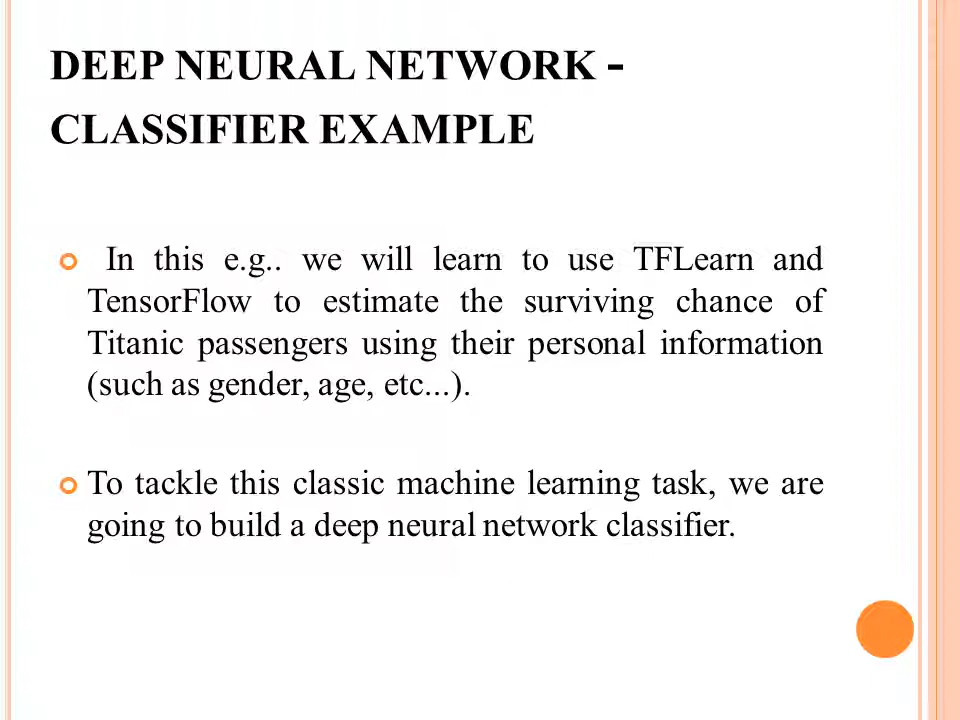 DEEP NEURAL NETWORK -
CLASSIFIER EXAMPLE
In this e.g.. we will learn to use TFLearn and
TensorFlow to estimate the surviving chance of
Titanic passengers using their personal information
(such as gender, age, etc...).
To tackle this classic machine learning task, we are
going to build a deep neural network classifier.